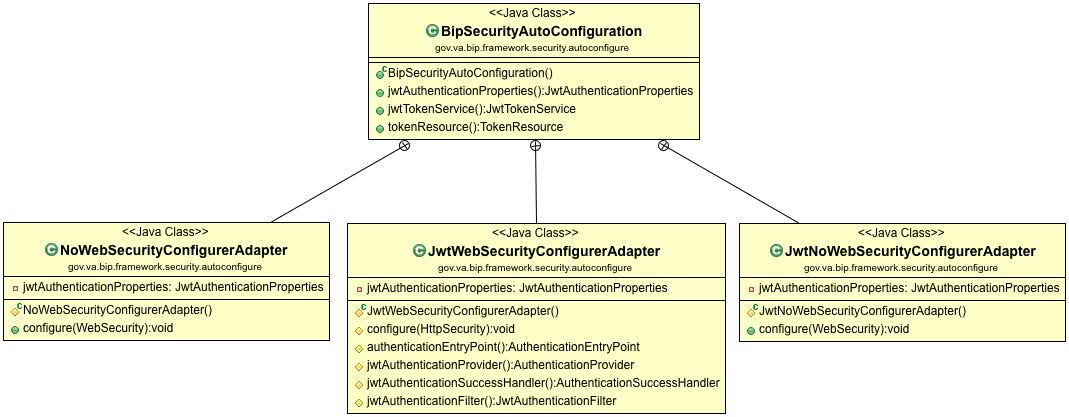 <<Java Class>>
BipSecurityAutoConfiguration
gov.va.bip.framework.security.autoconfigure
BipSecurityAutoConfiguration()
jwtAuthenticationProperties():JwtAuthenticationProperties
jwtTokenService():JwtTokenService
tokenResource():TokenResource
<<Java Class>>
NoWebSecurityConfigurerAdapter
gov.va.bip.framework.security.autoconfigure
jwtAuthenticationProperties: JwtAuthenticationProperties
NoWebSecurityConfigurerAdapter()
configure(WebSecurity):void
<<Java Class>>
JwtWebSecurityConfigurerAdapter
gov.va.bip.framework.security.autoconfigure
jwtAuthenticationProperties: JwtAuthenticationProperties
JwtWebSecurityConfigurerAdapter()
configure(HttpSecurity):void
authenticationEntryPoint():AuthenticationEntryPoint
jwtAuthenticationProvider():AuthenticationProvider
jwtAuthenticationSuccessHandler():AuthenticationSuccessHandler
jwtAuthenticationFilter():JwtAuthenticationFilter
<<Java Class>>
JwtNoWebSecurityConfigurerAdapter
gov.va.bip.framework.security.autoconfigure
jwtAuthenticationProperties: JwtAuthenticationProperties
JwtNoWebSecurityConfigurerAdapter()
configure(WebSecurity):void